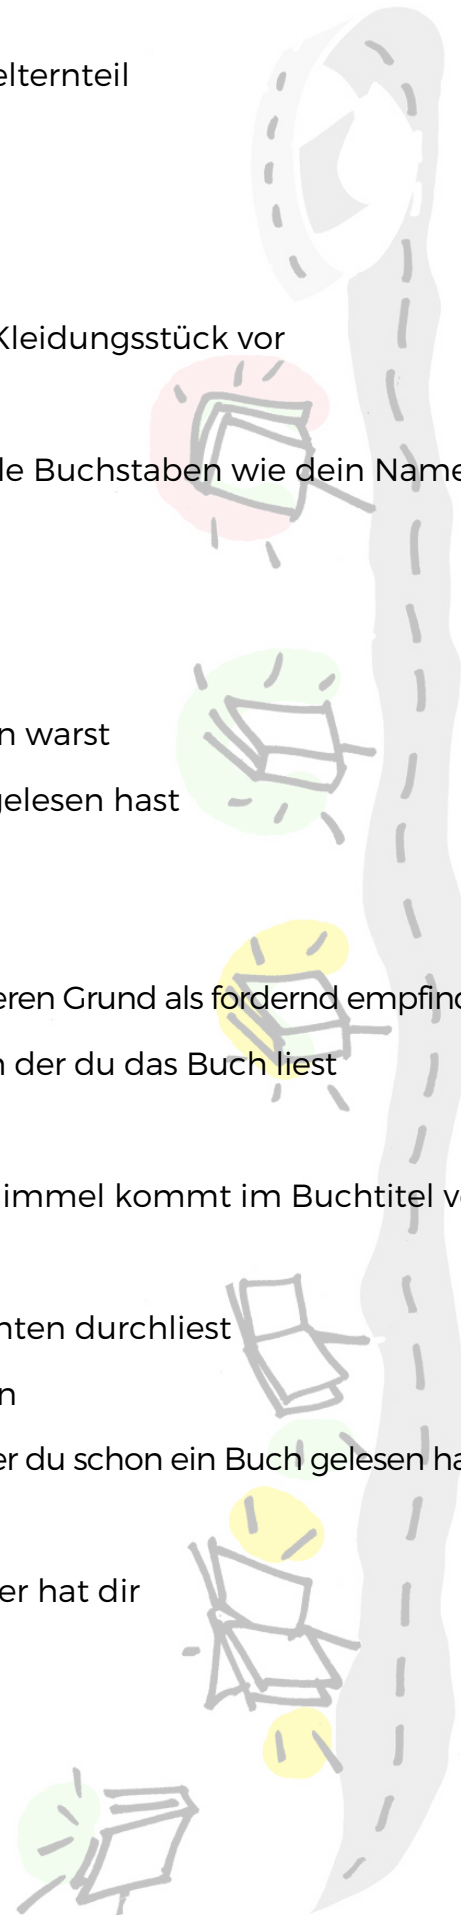 elternteil
Kleidungsstück vor
le Buchstaben wie dein Name
n warst
gelesen hast
eren Grund als fordernd empfind
n der du das Buch liest
immel kommt im Buchtitel vo
nten durchliest
n
er du schon ein Buch gelesen ha
er hat dir